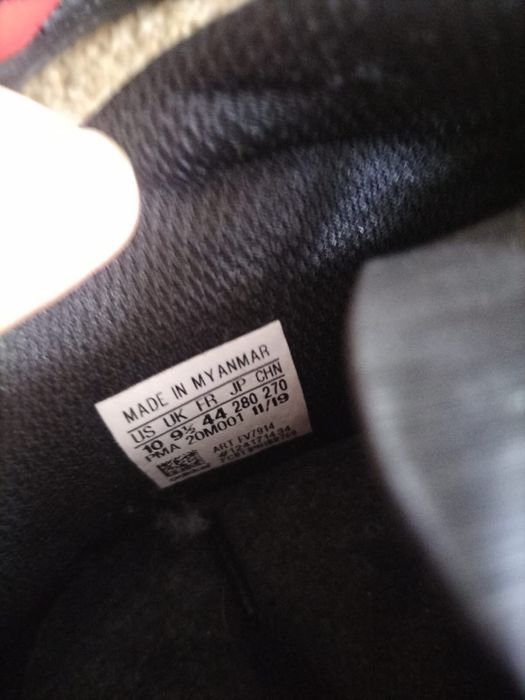 MADE IN MYANMAR
US UK FR JP CHN
10 9½ 44 280 270
PMA 20M001 11/19
ART FV7914